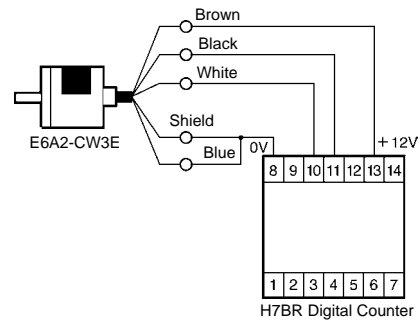 Brown
Black
White
Shield
Blue
E6A2-CW3E
0V
+12V
8 9 10 11 12 13 14
1 2 3 4 5 6 7
H7BR Digital Counter